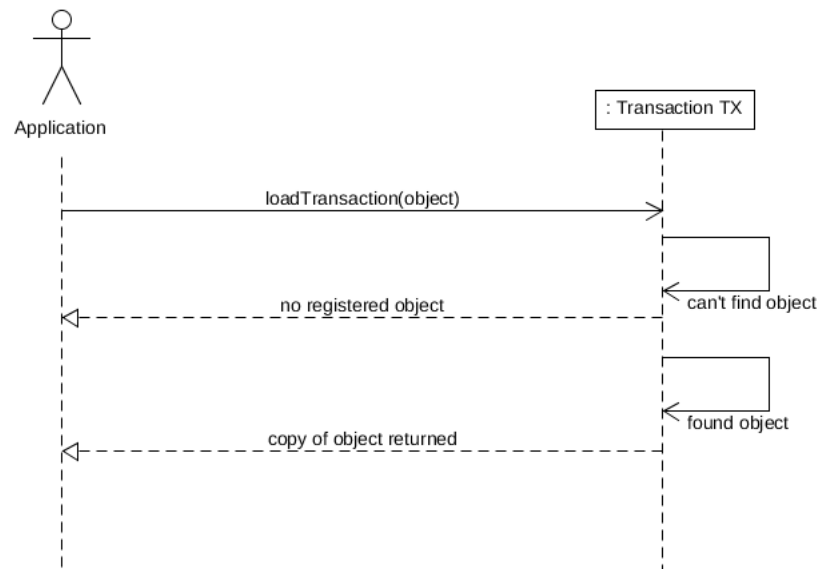 Application
: Transaction TX
loadTransaction(object)
can't find object
no registered object
found object
copy of object returned